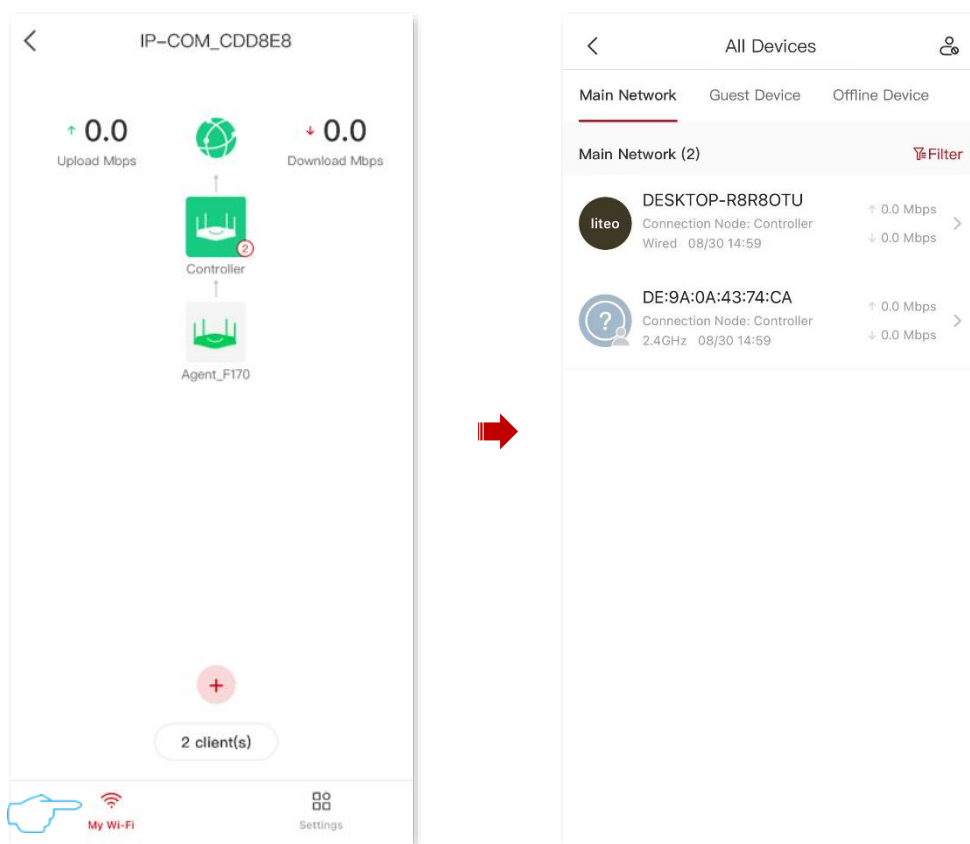 IP-COM_CDD8E8
↑ 0.0
Upload Mbps
↓ 0.0
Download Mbps
2
Controller
Agent_F170
+
2 client(s)
My Wi-Fi
Settings
All Devices
Main Network Guest Device Offline Device
Main Network (2) Filter
liteo
DESKTOP-R8R8OTU
Connection Node: Controller
Wired 08/30 14:59
↑ 0.0 Mbps
↓ 0.0 Mbps
?
DE:9A:0A:43:74:CA
Connection Node: Controller
2.4GHz 08/30 14:59
↑ 0.0 Mbps
↓ 0.0 Mbps